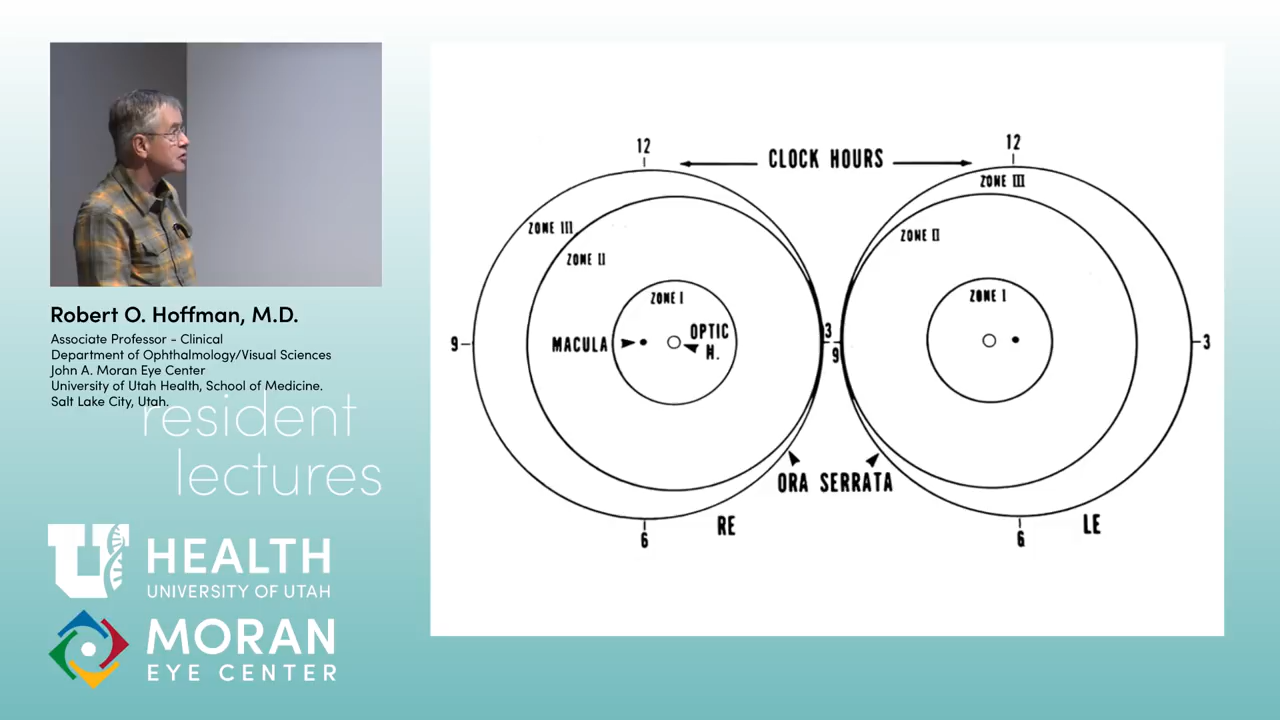 Robert O. Hoffman, M.D.
Associate Professor - Clinical
Department of Ophthalmology/Visual Sciences
John A. Moran Eye Center
University of Utah Health, School of Medicine.
Salt Lake City, Utah.
resident
lectures
U HEALTH
UNIVERSITY OF UTAH
MORAN
EYE CENTER
12
12
CLOCK HOURS
ZONE III
ZONE III
ZONE II
ZONE II
ZONE I
ZONE I
9
MACULA
OPTIC
H.
3
9
3
ORA SERRATA
RE
LE
6
6